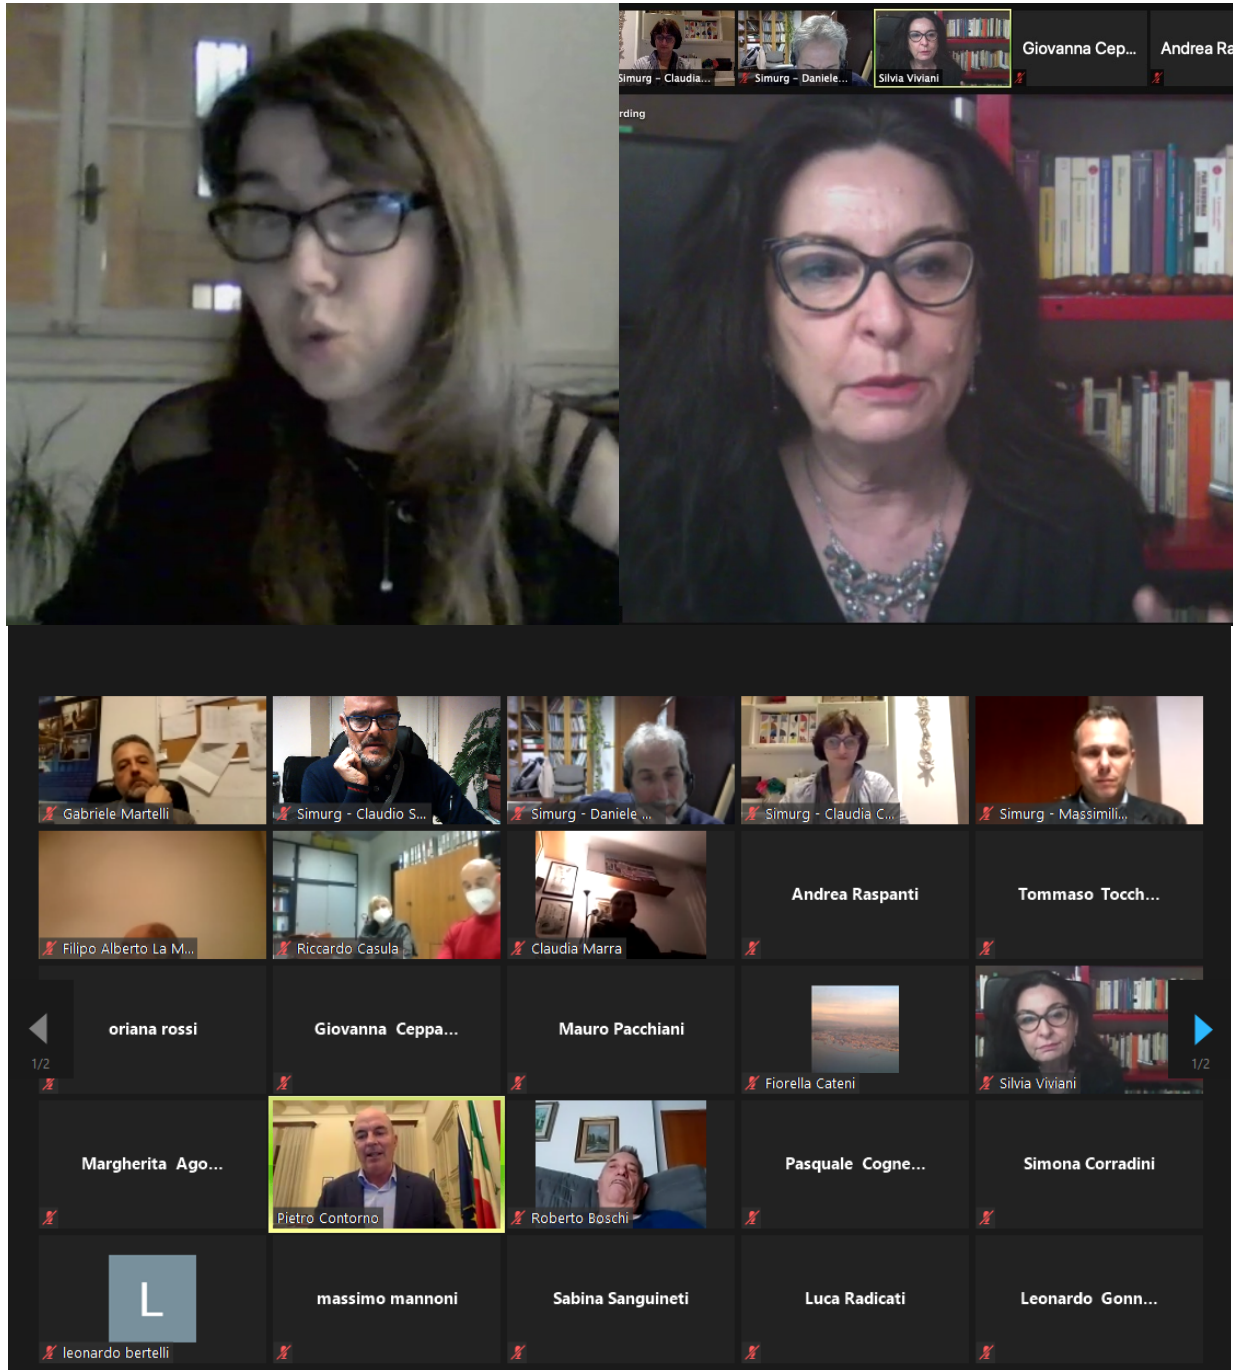 Simurg - Claudia...
Simurg - Daniele...
Silvia Viviani
Giovanna Cep...
Andrea Ra
rding
Gabriele Martelli
Simurg - Claudio S...
Simurg - Daniele ...
Simurg - Claudia C...
Simurg - Massimili...
Filipo Alberto La M...
Riccardo Casula
Claudia Marra
Andrea Raspanti
Tommaso Tocch...
oriana rossi
Giovanna Ceppa...
Mauro Pacchiani
Fiorella Cateni
Silvia Viviani
1/2
1/2
Margherita Ago...
Pietro Contorno
Roberto Boschi
Pasquale Cogne...
Simona Corradini
L
leonardo bertelli
massimo mannoni
Sabina Sanguineti
Luca Radicati
Leonardo Gonn...